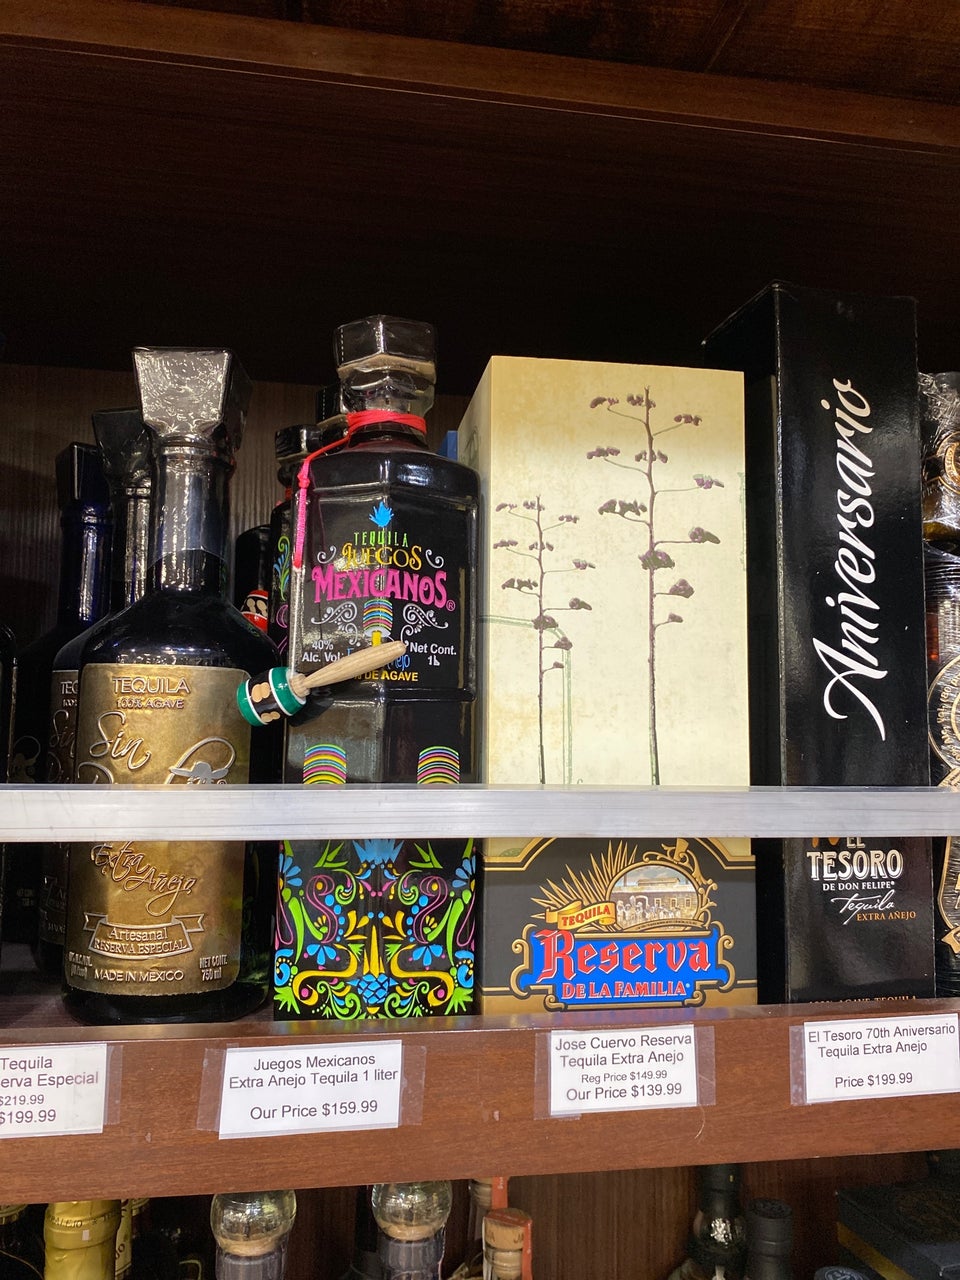 TEQUILA
100% AGAVE
Sin
Extra
Añejo
Artesanal
RESERVA ESPECIAL
MADE IN MEXICO
NET CONT.
750 ml
TEQUILA
JUEGOS
MEXICANOS®
40%
Alc. Vol.
Net Cont.
1L
DE AGAVE
TEQUILA
Reserva
DE LA FAMILIA
Aniversario
EL
TESORO
DE DON FELIPE®
Tequila
EXTRA AÑEJO
Tequila
erva Especial
$219.99
$199.99
Juegos Mexicanos
Extra Anejo Tequila 1 liter
Our Price $159.99
Jose Cuervo Reserva
Tequila Extra Anejo
Reg Price $149.99
Our Price $139.99
El Tesoro 70th Aniversario
Tequila Extra Anejo
Price $199.99